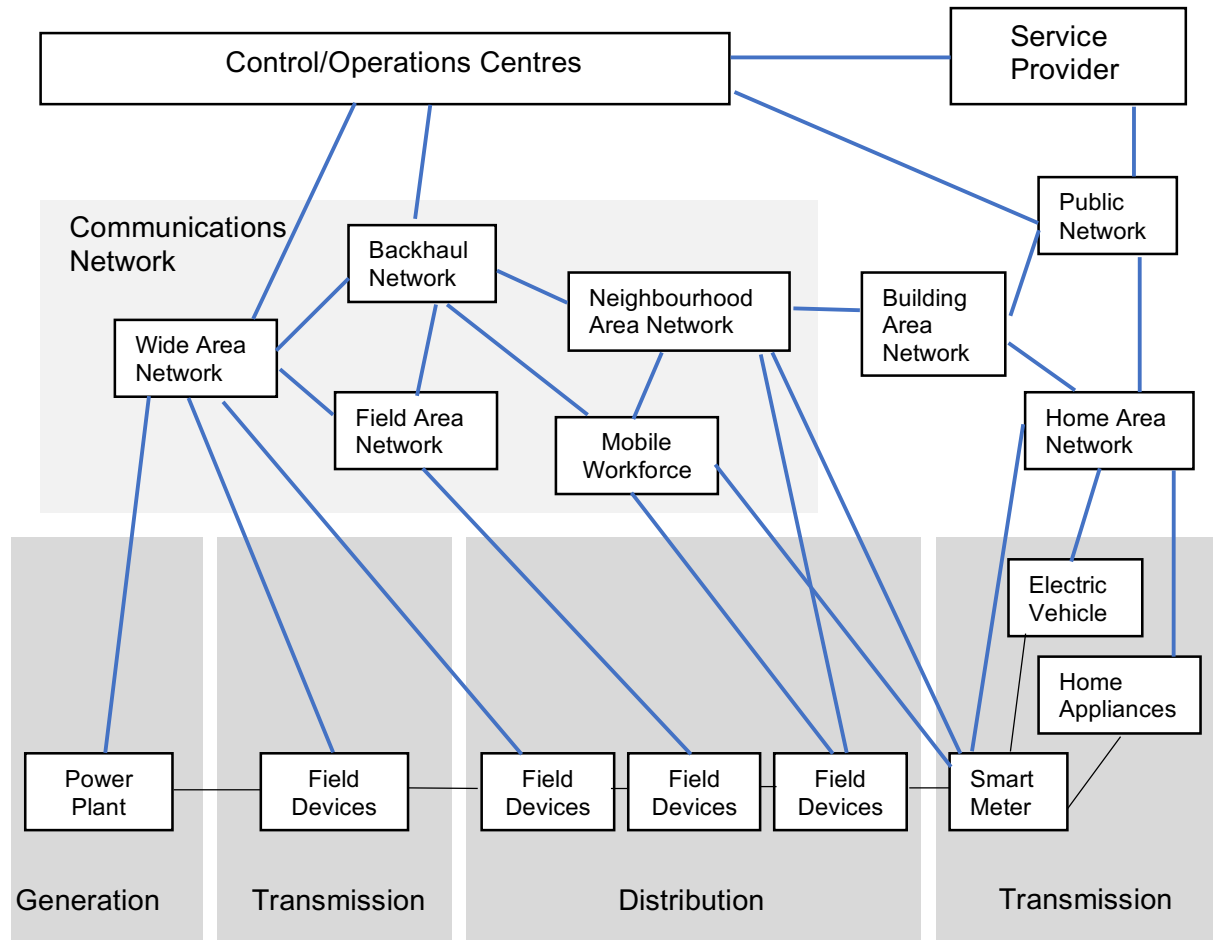 Control/Operations Centres
Service
Provider
Public
Network
Communications
Network
Backhaul
Network
Neighbourhood
Area Network
Building
Area
Network
Wide Area
Network
Field Area
Network
Mobile
Workforce
Home Area
Network
Electric
Vehicle
Home
Appliances
Power
Plant
Field
Devices
Field
Devices
Field
Devices
Field
Devices
Smart
Meter
Generation
Transmission
Distribution
Transmission